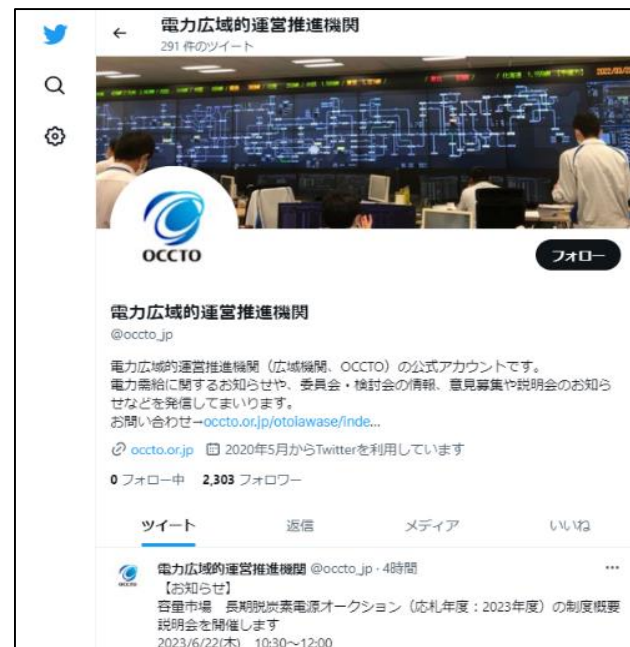 電力広域的運営推進機関
291 件のツイート
OCCTO
フォロー
電力広域的運営推進機関
@occto_jp
電力広域的運営推進機関（広域機関、OCCTO）の公式アカウントです。
電力需給に関するお知らせや、委員会・検討会の情報、意見募集や説明会のお知ら
せなどを発信してまいります。
お問い合わせ→occto.or.jp/otoiawase/inde...
occto.or.jp 2020年5月からTwitterを利用しています
0 フォロー中 2,303 フォロワー
ツイート 返信 メディア いいね
電力広域的運営推進機関 @occto_jp · 4時間
【お知らせ】
容量市場 長期脱炭素電源オークション（応札年度：2023年度）の制度概要
説明会を開催します
2023/6/22(木) 10:30～12:00